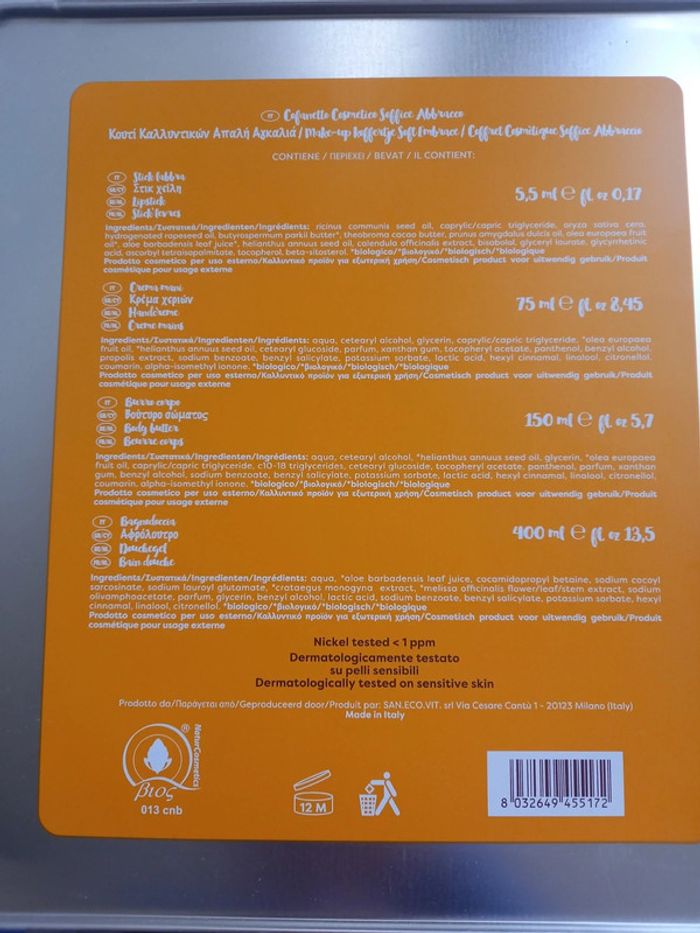 IT Cofanetto Cosmetico Soffice Abbraccio
Κουτί Καλλυντικών Απαλή Αγκαλιά / Make-up Koffertje Soft Embrace / Coffret Cosmétique Soffice Abbraccio
CONTIENE / ΠΕΡΙΕΧΕΙ / BEVAT / IL CONTIENT:
IT Stick labbra
GR/CY Στικ χείλη
BE/NL Lipstick
FR/BE Stick levres
5,5 ml ℮ fl oz 0,17
Ingredients/Συστατικά/Ingredienten/Ingrédients: ricinus communis seed oil, caprylic/capric triglyceride, oryza sativa cera,
hydrogenated rapeseed oil, butyrospermum parkii butter*, theobroma cacao butter, prunus amygdalus dulcis oil, olea europaea fruit
oil*, aloe barbadensis leaf juice*, helianthus annuus seed oil, calendula officinalis extract, bisabolol, glyceryl laurate, glycyrrhetinic
acid, ascorbyl tetraisopalmitate, tocopherol, beta-sitosterol. *biologico/*βιολογικό/*biologisch/*biologique
Prodotto cosmetico per uso esterno/Καλλυντικό προϊόν για εξωτερική χρήση/Cosmetisch product voor uitwendig gebruik/Produit
cosmétique pour usage externe
IT Crema mani
GR/CY Κρέμα χεριών
BE/NL Handcreme
FR/BE Creme mains
75 ml ℮ fl oz 8,45
Ingredients/Συστατικά/Ingredienten/Ingrédients: aqua, cetearyl alcohol, glycerin, caprylic/capric triglyceride, *olea europaea
fruit oil, *helianthus annuus seed oil, cetearyl glucoside, parfum, xanthan gum, tocopheryl acetate, panthenol, benzyl alcohol,
propolis extract, sodium benzoate, benzyl salicylate, potassium sorbate, lactic acid, hexyl cinnamal, linalool, citronellol,
coumarin, alpha-isomethyl ionone. *biologico/*βιολογικό/*biologisch/*biologique
Prodotto cosmetico per uso esterno/Καλλυντικό προϊόν για εξωτερική χρήση/Cosmetisch product voor uitwendig gebruik/Produit
cosmétique pour usage externe
IT Burro corpo
GR/CY Βούτυρο σώματος
BE/NL Body butter
FR/BE Beurre corps
150 ml ℮ fl oz 5,7
Ingredients/Συστατικά/Ingredienten/Ingrédients: aqua, cetearyl alcohol, *helianthus annuus seed oil, glycerin, *olea europaea
fruit oil, caprylic/capric triglyceride, c10-18 triglycerides, cetearyl glucoside, tocopheryl acetate, panthenol, parfum, xanthan
gum, benzyl alcohol, sodium benzoate, benzyl salicylate, potassium sorbate, lactic acid, hexyl cinnamal, linalool, citronellol,
coumarin, alpha-isomethyl ionone. *biologico/*βιολογικό/*biologisch/*biologique
Prodotto cosmetico per uso esterno/Καλλυντικό προϊόν για εξωτερική χρήση/Cosmetisch product voor uitwendig gebruik/Produit
cosmétique pour usage externe
IT Bagnodoccia
GR/CY Αφρόλουτρο
BE/NL Douchegel
FR/BE Bain douche
400 ml ℮ fl oz 13,5
Ingredients/Συστατικά/Ingredienten/Ingrédients: aqua, *aloe barbadensis leaf juice, cocamidopropyl betaine, sodium cocoyl
sarcosinate, sodium lauroyl glutamate, *crataegus monogyna extract, *melissa officinalis flower/leaf/stem extract, sodium
olivamphoacetate, parfum, glycerin, benzyl alcohol, lactic acid, sodium benzoate, benzyl salicylate, potassium sorbate, hexyl
cinnamal, linalool, citronellol. *biologico/*βιολογικό/*biologisch/*biologique
Prodotto cosmetico per uso esterno/Καλλυντικό προϊόν για εξωτερική χρήση/Cosmetisch product voor uitwendig gebruik/Produit
cosmétique pour usage externe
Nickel tested < 1 ppm
Dermatologicamente testato
su pelli sensibili
Dermatologically tested on sensitive skin
Prodotto da/Παράγεται από/Geproduceerd door/Produit par: SAN.ECO.VIT. srl Via Cesare Cantù 1 - 20123 Milano (Italy)
Made in Italy
NaturCosmetics ®
βιος
013 cnb
12 M
8 032649 455172